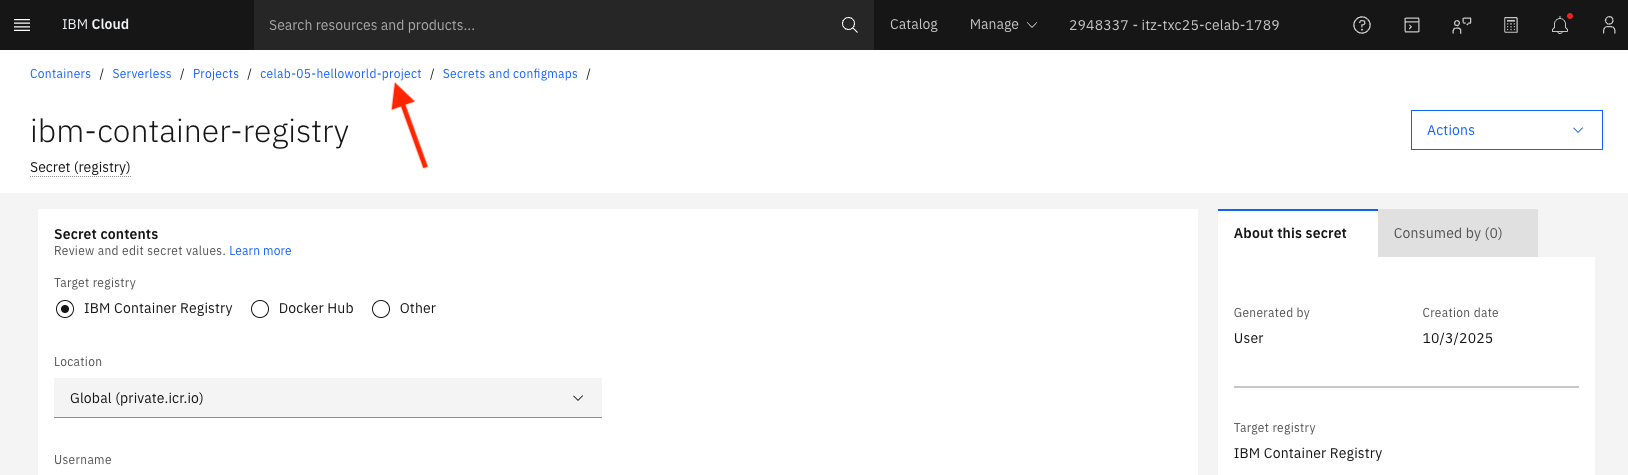 IBM Cloud Search resources and products... Catalog Manage 2948337 - itz-txc25-celab-1789
Containers / Serverless / Projects / celab-05-helloworld-project / Secrets and configmaps /
ibm-container-registry
Actions
Secret (registry)
Secret contents
Review and edit secret values. Learn more
Target registry
IBM Container Registry Docker Hub Other
Location
Global (private.icr.io)
Username
About this secret Consumed by (0)
Generated by Creation date
User 10/3/2025
Target registry
IBM Container Registry